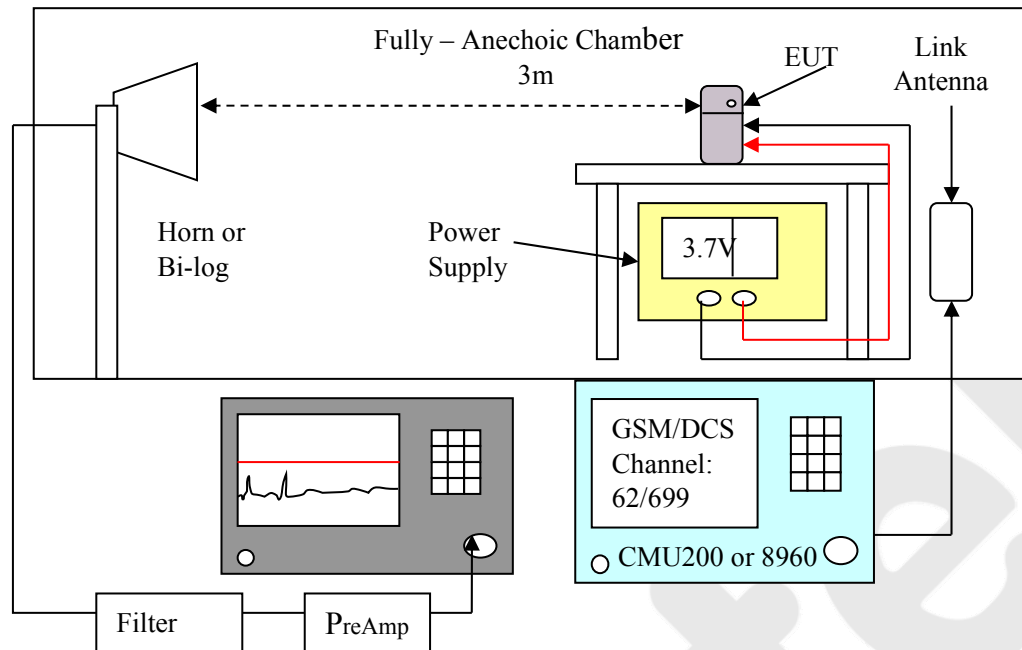 Fully – Anechoic Chamber
3m
EUT
Link
Antenna
Horn or
Bi-log
Power
Supply
3.7V
GSM/DCS
Channel:
62/699
CMU200 or 8960
Filter
PreAmp